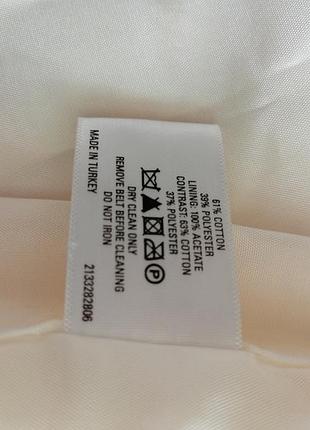 61% COTTON
39% POLYESTER
LINING: 100% ACETATE
CONTRAST: 63% COTTON
37% POLYESTER
P
DRY CLEAN ONLY
REMOVE BELT BEFORE CLEANING
DO NOT IRON
MADE IN TURKEY
2133282806